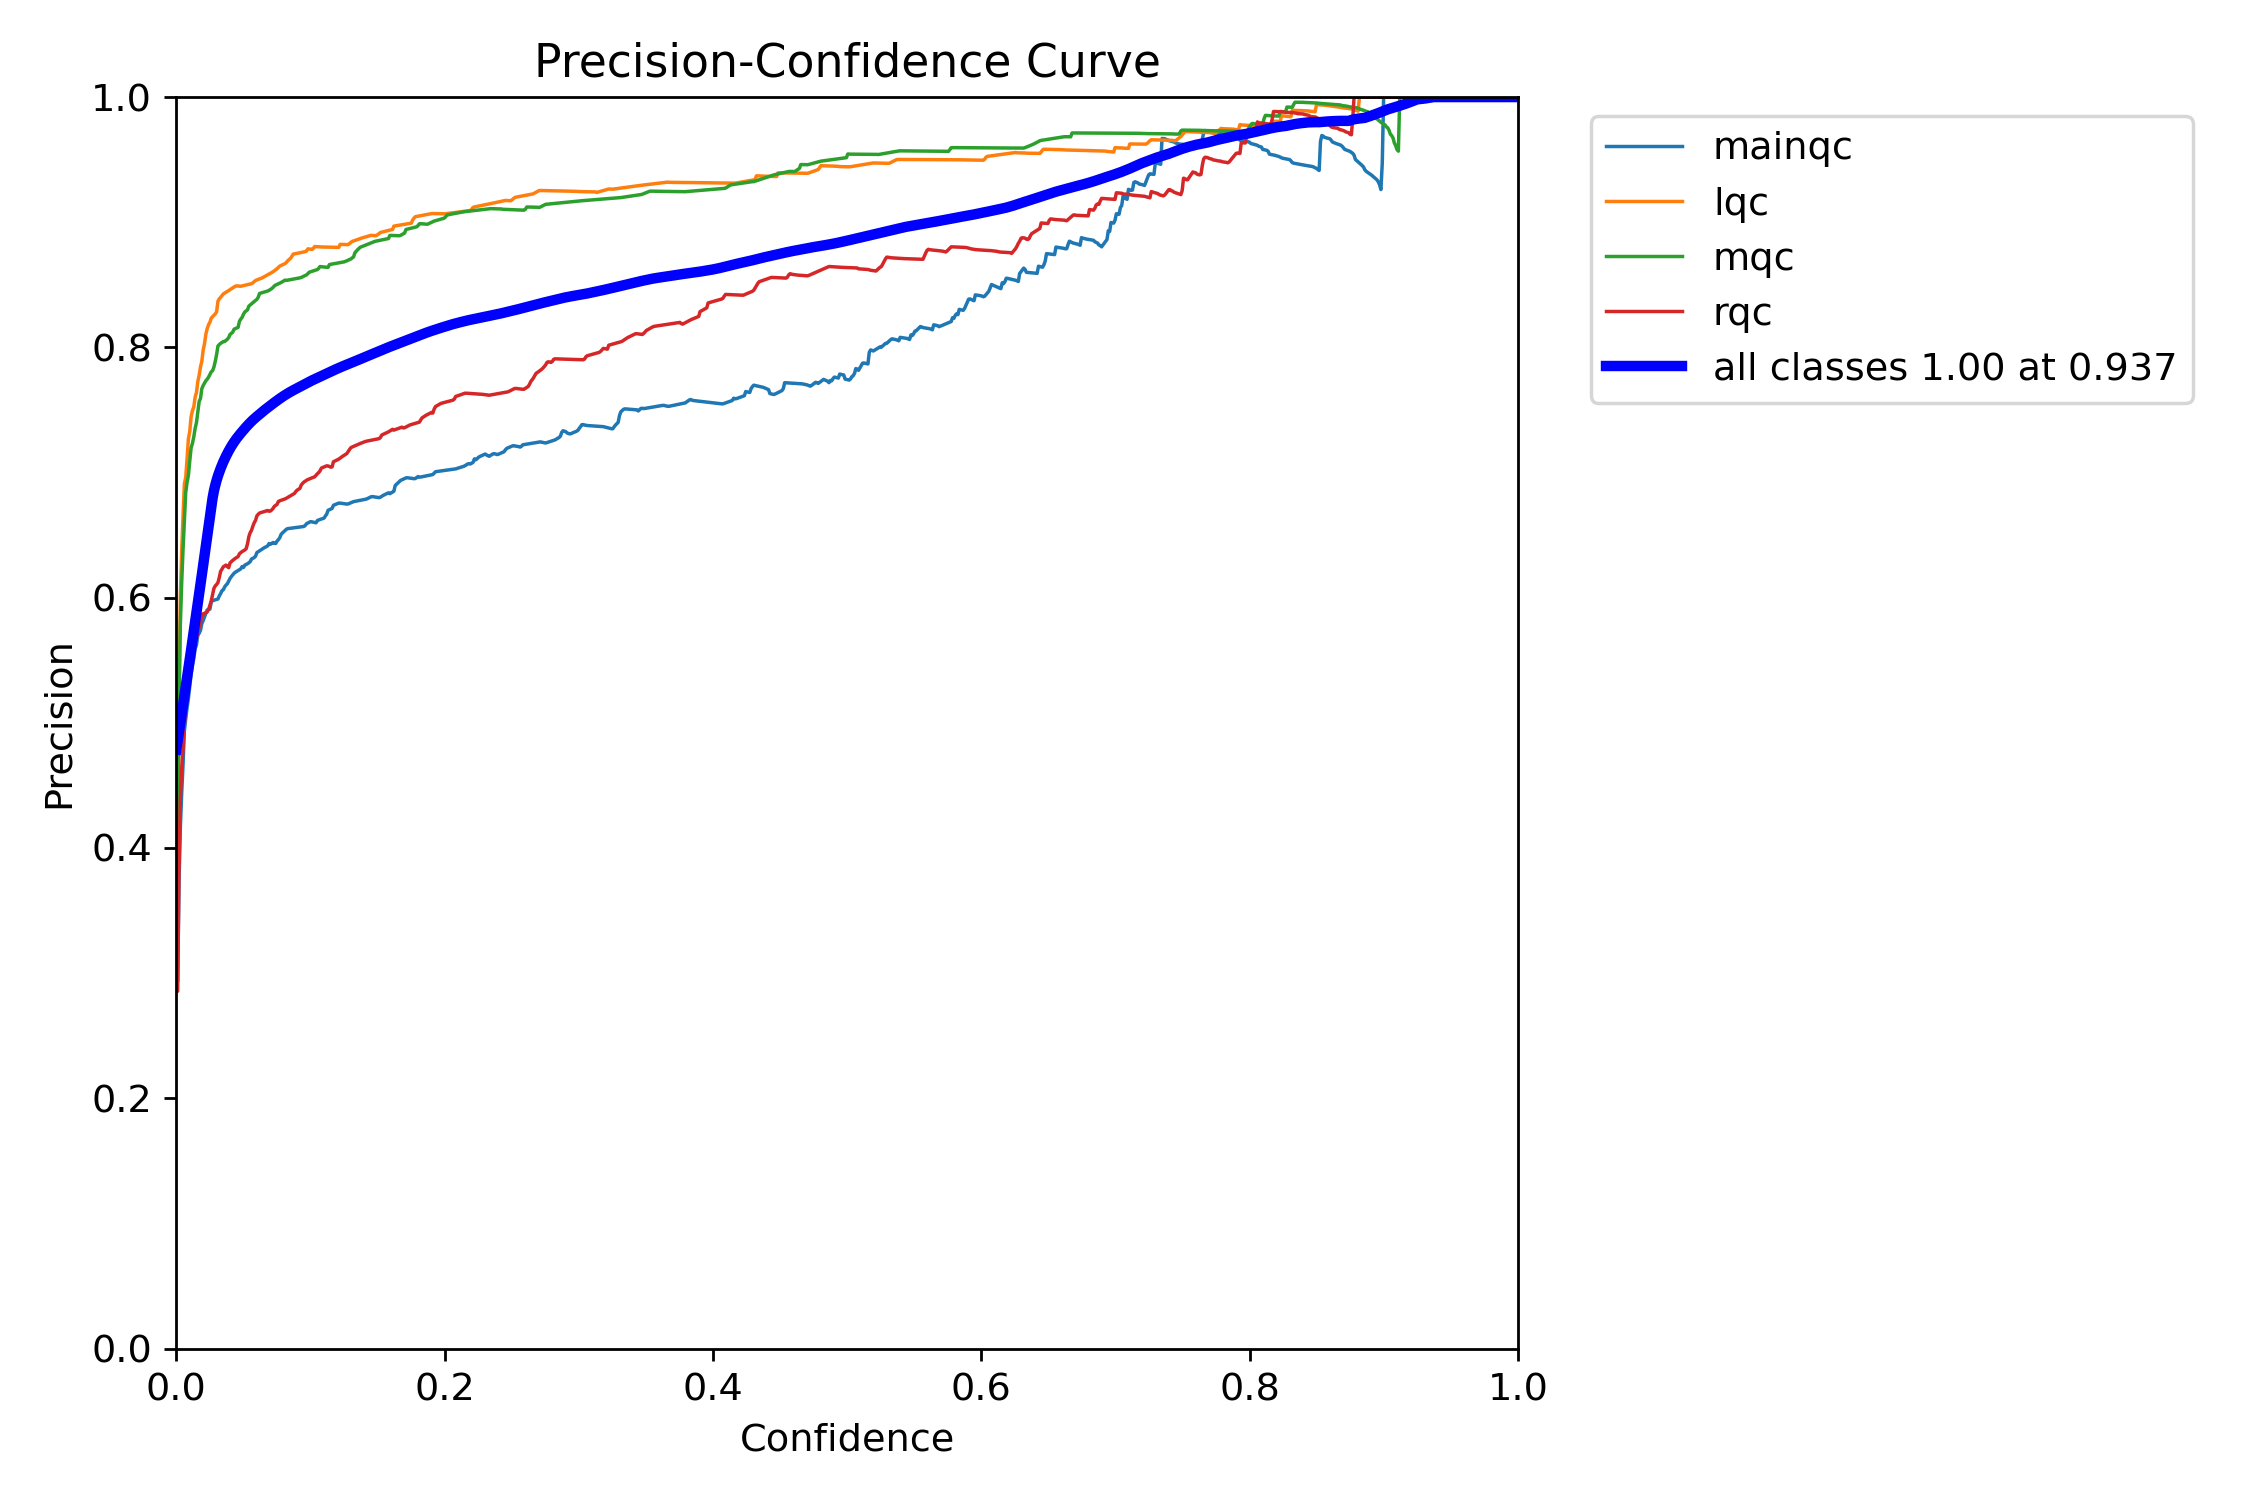 Precision-Confidence Curve
1.0
0.8
0.6
0.4
0.2
0.0
Precision
0.0 0.2 0.4 0.6 0.8 1.0
Confidence
mainqc
lqc
mqc
rqc
all classes 1.00 at 0.937